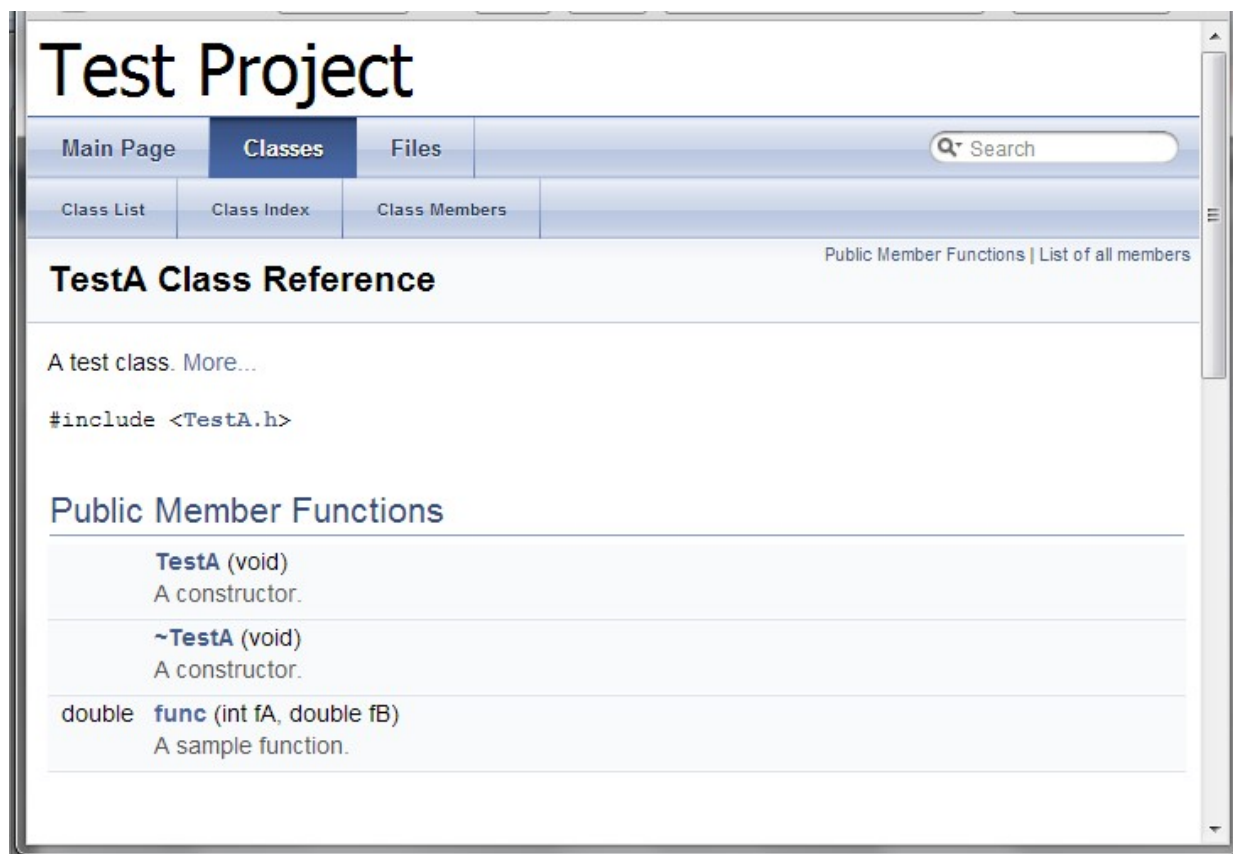 Test Project
Main Page Classes Files Search
Class List Class Index Class Members
Public Member Functions | List of all members
TestA Class Reference
A test class. More...
#include <TestA.h>
Public Member Functions
TestA (void)
A constructor.
~TestA (void)
A constructor.
double func (int fA, double fB)
A sample function.